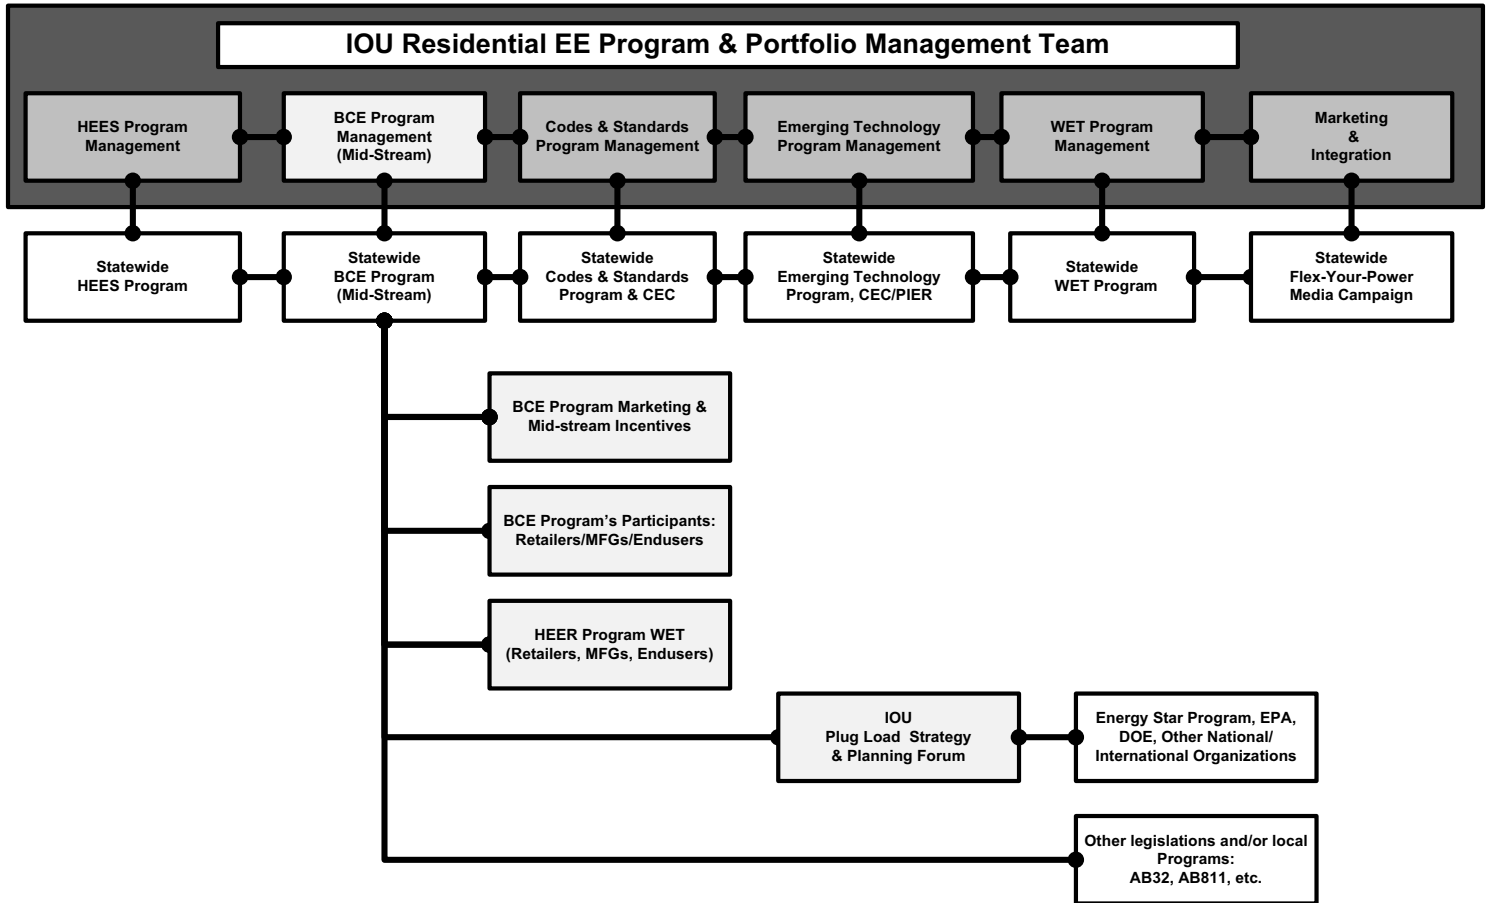 IOU Residential EE Program & Portfolio Management Team
HEES Program
Management
BCE Program
Management
(Mid-Stream)
Codes & Standards
Program Management
Emerging Technology
Program Management
WET Program
Management
Marketing
&
Integration
Statewide
HEES Program
Statewide
BCE Program
(Mid-Stream)
Statewide
Codes & Standards
Program & CEC
Statewide
Emerging Technology
Program, CEC/PIER
Statewide
WET Program
Statewide
Flex-Your-Power
Media Campaign
BCE Program Marketing &
Mid-stream Incentives
BCE Program’s Participants:
Retailers/MFGs/Endusers
HEER Program WET
(Retailers, MFGs, Endusers)
IOU
Plug Load Strategy
& Planning Forum
Energy Star Program, EPA,
DOE, Other National/
International Organizations
Other legislations and/or local
Programs:
AB32, AB811, etc.